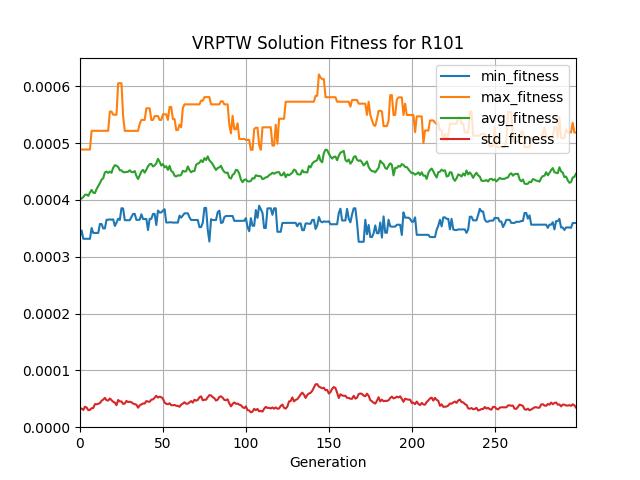 VRPTW Solution Fitness for R101
0.0006
0.0005
0.0004
0.0003
0.0002
0.0001
0.0000
min_fitness
max_fitness
avg_fitness
std_fitness
0 50 100 150 200 250
Generation